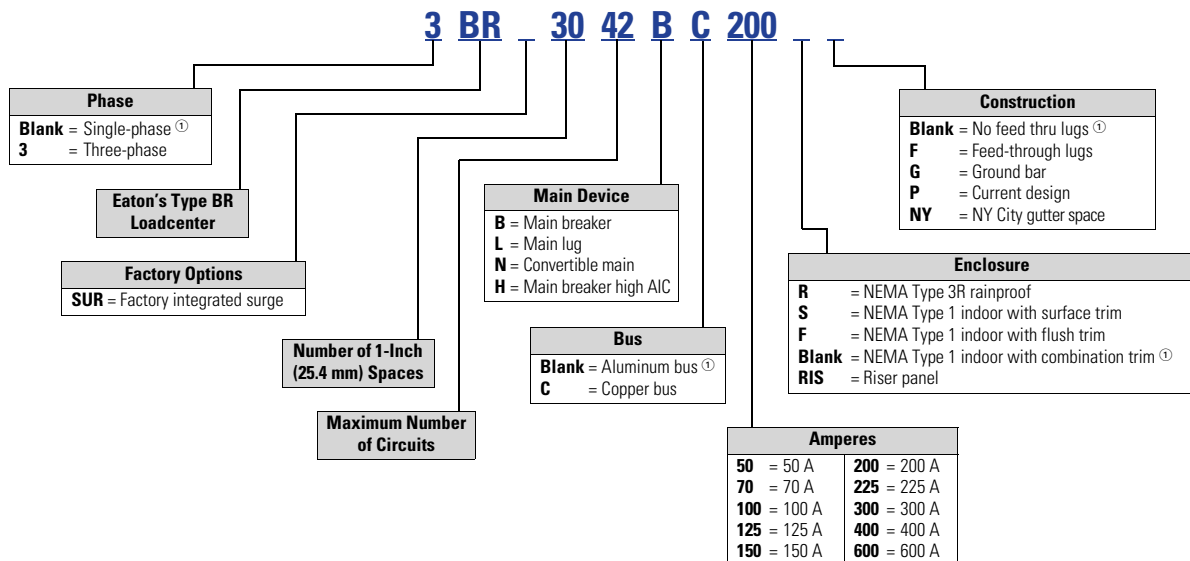 3 BR _ 30 42 B C 200 _ _
Phase
Blank = Single-phase ①
3 = Three-phase
Eaton's Type BR
Loadcenter
Factory Options
SUR = Factory integrated surge
Number of 1-Inch
(25.4 mm) Spaces
Maximum Number
of Circuits
Main Device
B = Main breaker
L = Main lug
N = Convertible main
H = Main breaker high AIC
Bus
Blank = Aluminum bus ①
C = Copper bus
Construction
Blank = No feed thru lugs ①
F = Feed-through lugs
G = Ground bar
P = Current design
NY = NY City gutter space
Enclosure
R = NEMA Type 3R rainproof
S = NEMA Type 1 indoor with surface trim
F = NEMA Type 1 indoor with flush trim
Blank = NEMA Type 1 indoor with combination trim ①
RIS = Riser panel
Amperes
50 = 50 A 200 = 200 A
70 = 70 A 225 = 225 A
100 = 100 A 300 = 300 A
125 = 125 A 400 = 400 A
150 = 150 A 600 = 600 A